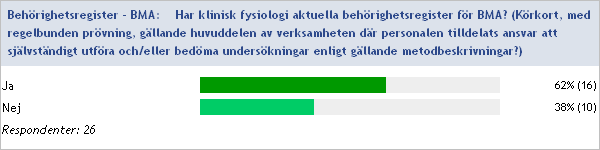 Behörighetsregister - BMA: Har klinisk fysiologi aktuella behörighetsregister för BMA? (Körkort, med
regelbunden prövning, gällande huvuddelen av verksamheten där personalen tilldelats ansvar att
självständigt utföra och/eller bedöma undersökningar enligt gällande metodbeskrivningar?)
Ja 62% (16)
Nej 38% (10)
Respondenter: 26